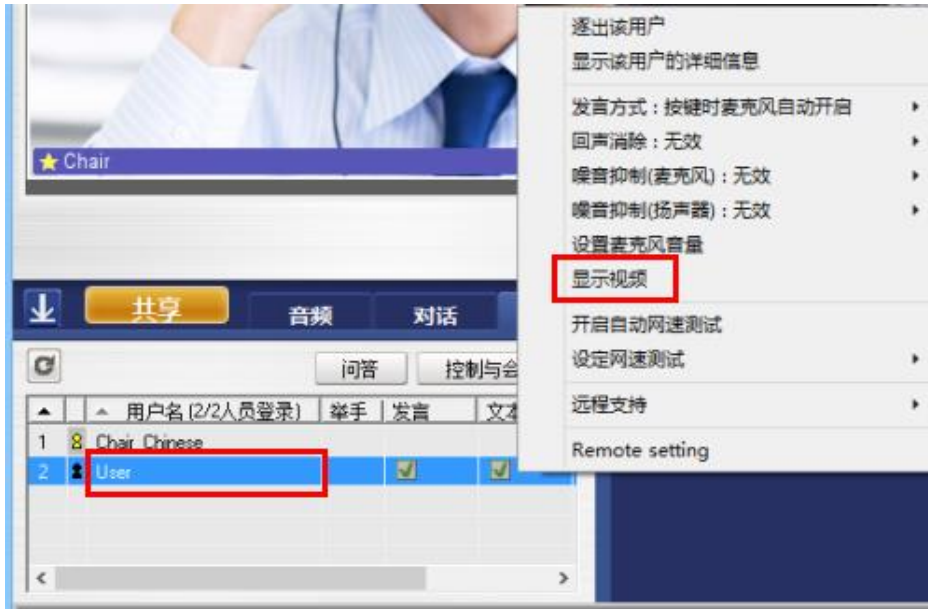 逐出该用户
显示该用户的详细信息
发言方式：按键时麦克风自动开启
回声消除：无效
噪音抑制(麦克风)：无效
噪音抑制(扬声器)：无效
设置麦克风音量
显示视频
开启自动网速测试
设定网速测试
远程支持
Remote setting
Chair
共享 音频 对话
问答 控制与会
用户名 (2/2人员登录) 举手 发言 文本
1 Chair_Chinese
2 User